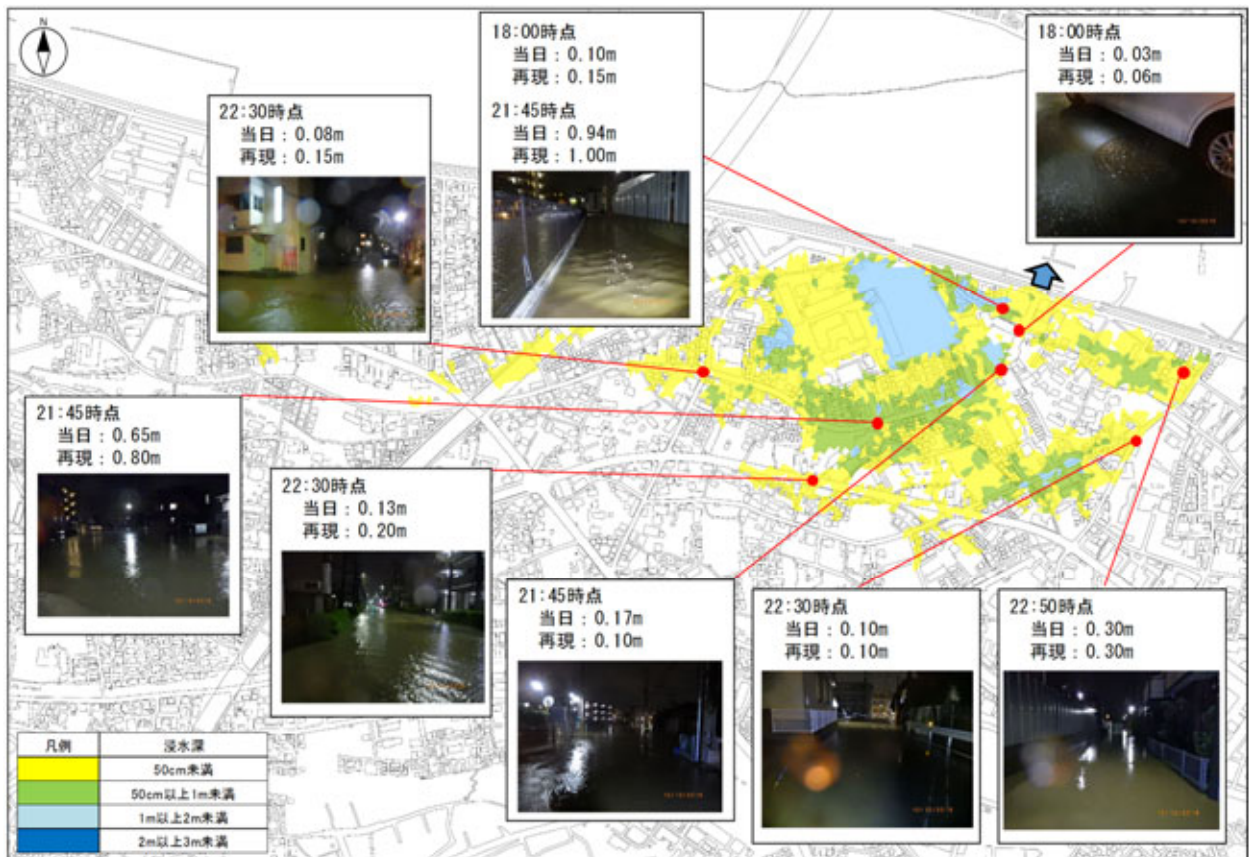 N
18:00時点
当日：0.10m
再現：0.15m
21:45時点
当日：0.94m
再現：1.00m
18:00時点
当日：0.03m
再現：0.06m
22:30時点
当日：0.08m
再現：0.15m
21:45時点
当日：0.65m
再現：0.80m
22:30時点
当日：0.13m
再現：0.20m
21:45時点
当日：0.17m
再現：0.10m
22:30時点
当日：0.10m
再現：0.10m
22:50時点
当日：0.30m
再現：0.30m
凡例 浸水深
50cm未満
50cm以上1m未満
1m以上2m未満
2m以上3m未満